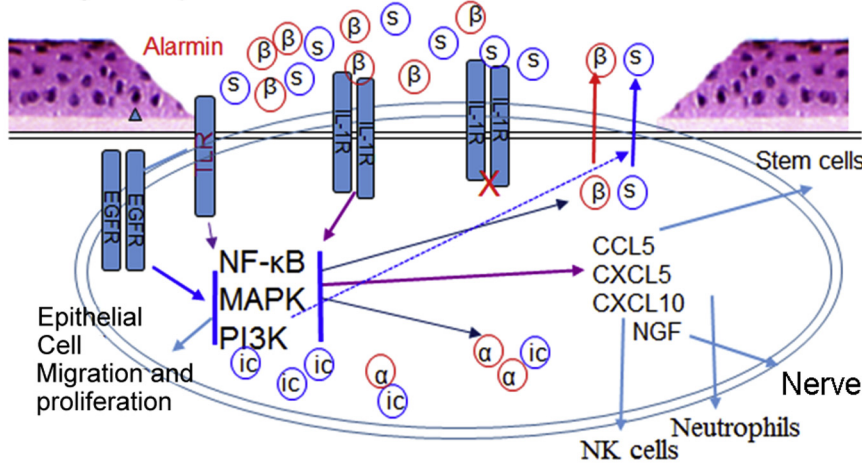 Alarmin
β
β
β
β
β
β
β
S
S
S
S
S
S
S
β
S
TLR
IL-1R
IL-1R
IL-1R
IL-1R
X
β
S
EGFR
EGFR
Stem cells
NF-κB
MAPK
PI3K
CCL5
CXCL5
CXCL10
NGF
Epithelial
Cell
Migration and
proliferation
ic
ic
ic
α
ic
α
α
ic
Nerve
Neutrophils
NK cells